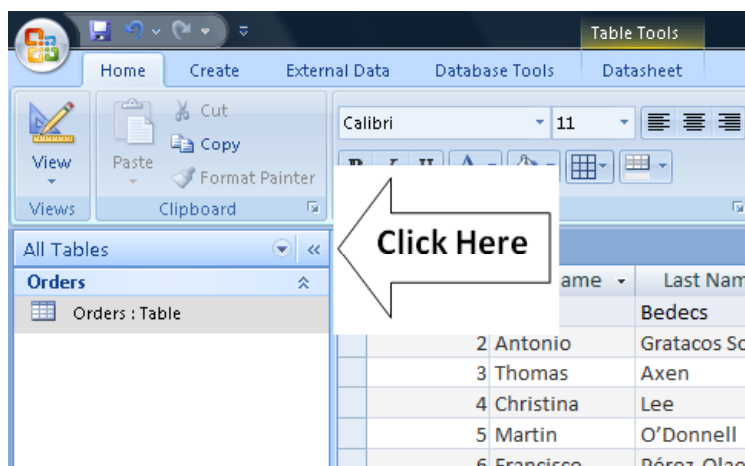 Table Tools
Home Create External Data Database Tools Datasheet
Cut
Calibri 11
Copy
View Paste
Format Painter
Views Clipboard
Click Here
All Tables
Orders
Orders : Table
Last Nam
Bedecs
2 Antonio Gratacos So
3 Thomas Axen
4 Christina Lee
5 Martin O'Donnell
6 Francisco